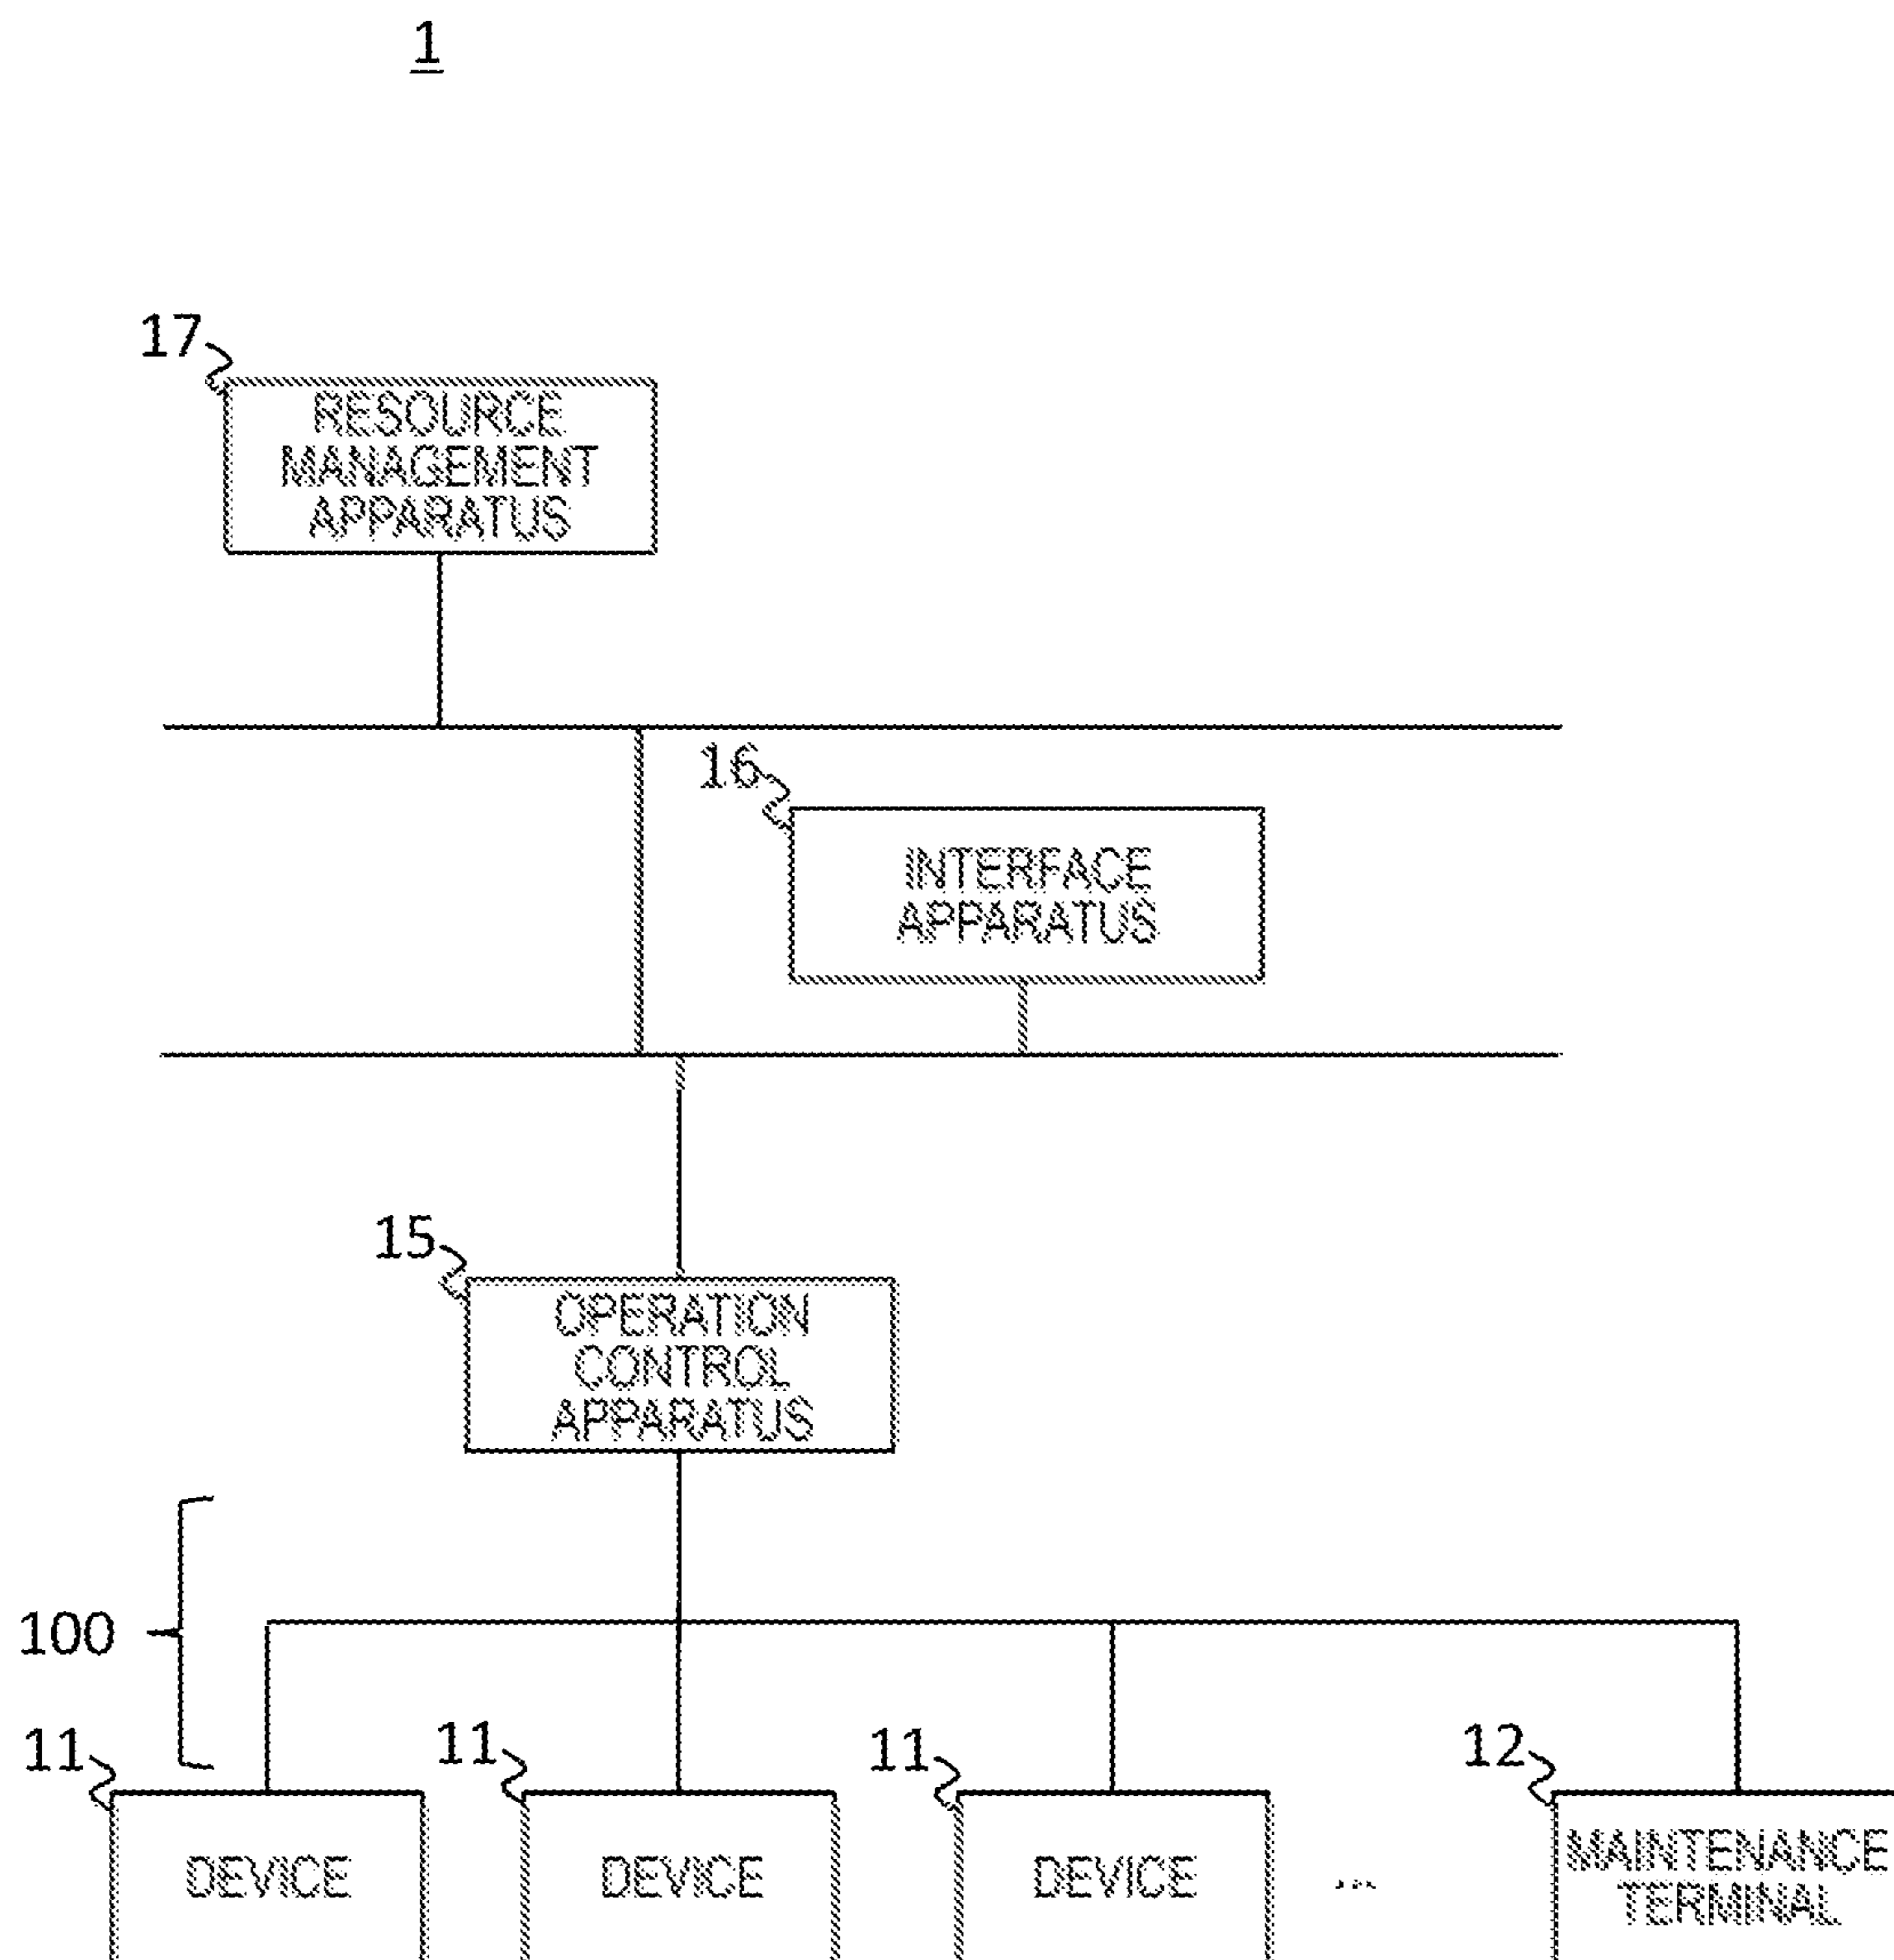 1
17
RESOURCE
MANAGEMENT
APPARATUS
16
INTERFACE
APPARATUS
15
OPERATION
CONTROL
APPARATUS
100
11
11
11
12
DEVICE
DEVICE
DEVICE
...
MAINTENANCE
TERMINAL